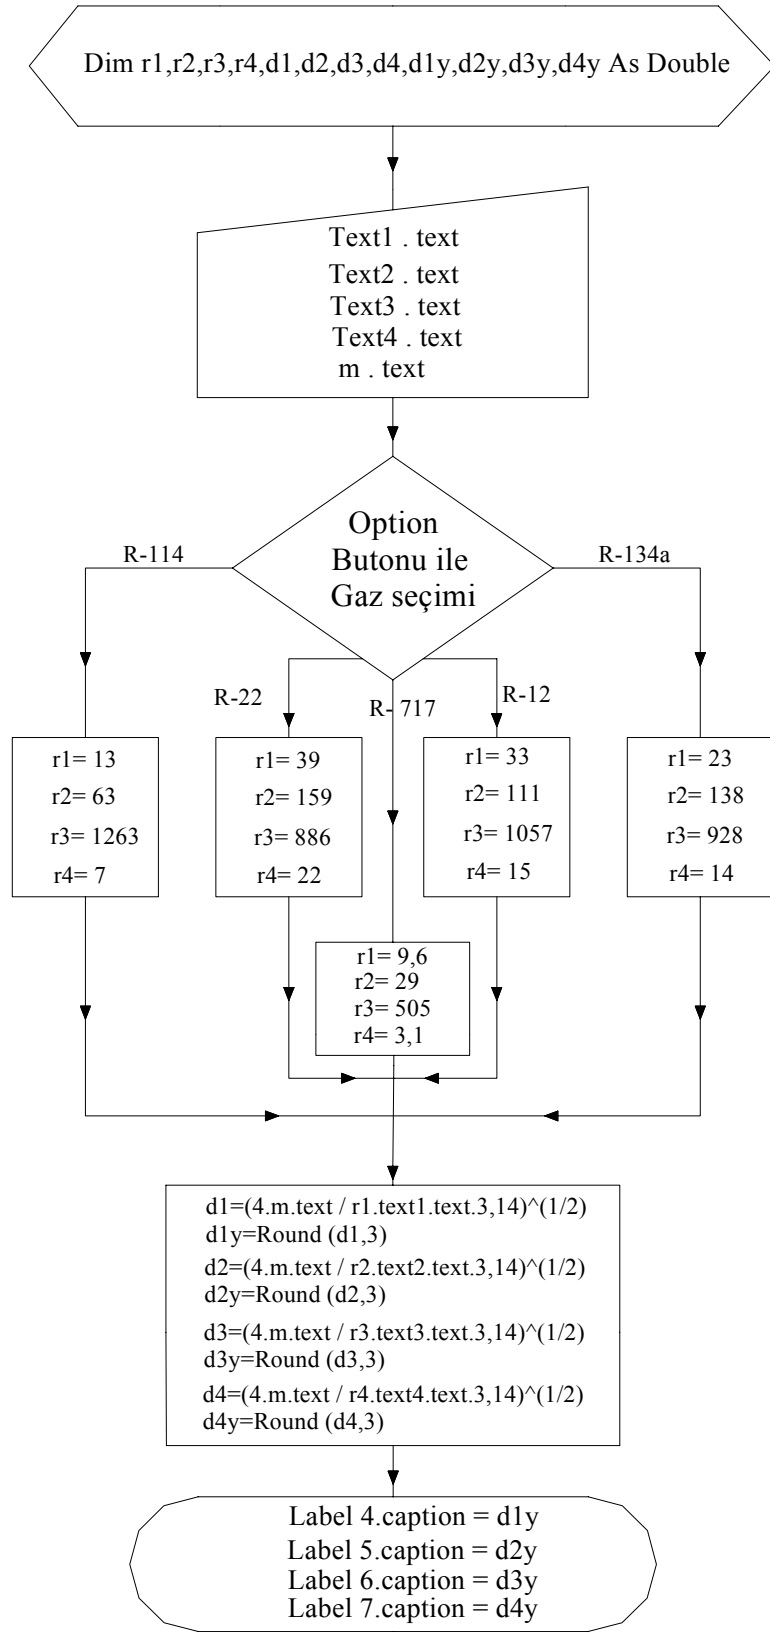 Dim r1,r2,r3,r4,d1,d2,d3,d4,d1y,d2y,d3y,d4y As Double
Text1 . text
Text2 . text
Text3 . text
Text4 . text
m . text
Option
Butonu ile
Gaz seçimi
R-114
R-134a
R-22
R- 717
R-12
r1= 13
r2= 63
r3= 1263
r4= 7
r1= 39
r2= 159
r3= 886
r4= 22
r1= 33
r2= 111
r3= 1057
r4= 15
r1= 23
r2= 138
r3= 928
r4= 14
r1= 9,6
r2= 29
r3= 505
r4= 3,1
d1=(4.m.text / r1.text1.text.3,14)^(1/2)
d1y=Round (d1,3)
d2=(4.m.text / r2.text2.text.3,14)^(1/2)
d2y=Round (d2,3)
d3=(4.m.text / r3.text3.text.3,14)^(1/2)
d3y=Round (d3,3)
d4=(4.m.text / r4.text4.text.3,14)^(1/2)
d4y=Round (d4,3)
Label 4.caption = d1y
Label 5.caption = d2y
Label 6.caption = d3y
Label 7.caption = d4y